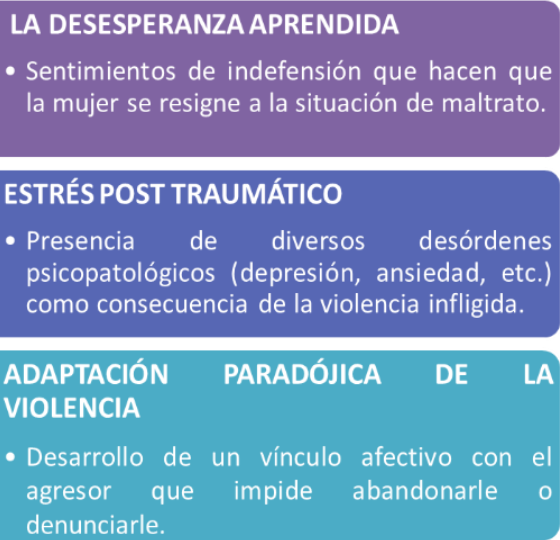 LA DESESPERANZA APRENDIDA
• Sentimientos de indefensión que hacen que
la mujer se resigne a la situación de maltrato.
ESTRÉS POST TRAUMÁTICO
• Presencia de diversos desórdenes
psicopatológicos (depresión, ansiedad, etc.)
como consecuencia de la violencia infligida.
ADAPTACIÓN PARADÓJICA DE LA
VIOLENCIA
• Desarrollo de un vínculo afectivo con el
agresor que impide abandonarle o
denunciarle.